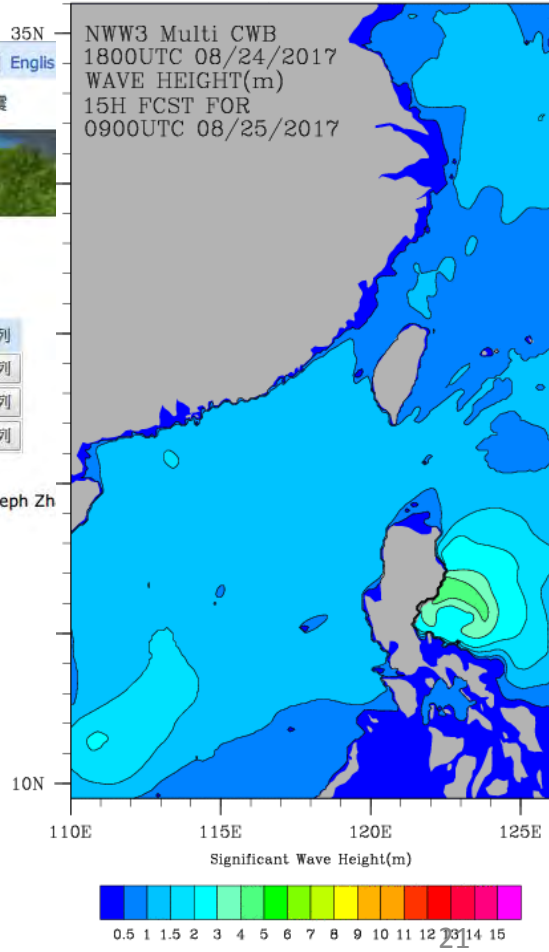 35N
NWW3 Multi CWB
1800UTC 08/24/2017
WAVE HEIGHT(m)
15H FCST FOR
0900UTC 08/25/2017
Englis
列
列
列
列
eph Zh
10N
110E 115E 120E 125E
Significant Wave Height(m)
0.5 1 1.5 2 3 4 5 6 7 8 9 10 11 12 13 14 15
21